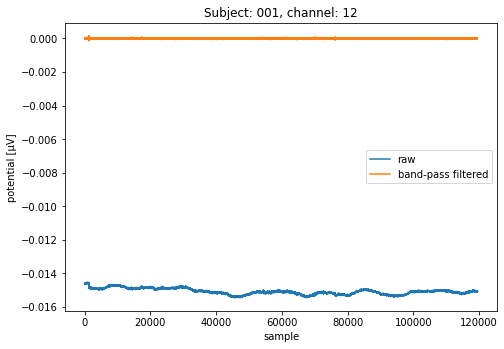 Subject: 001, channel: 12
0.000
−0.002
−0.004
−0.006
−0.008
−0.010
−0.012
−0.014
−0.016
potential [µV]
raw
band-pass filtered
0 20000 40000 60000 80000 100000 120000
sample